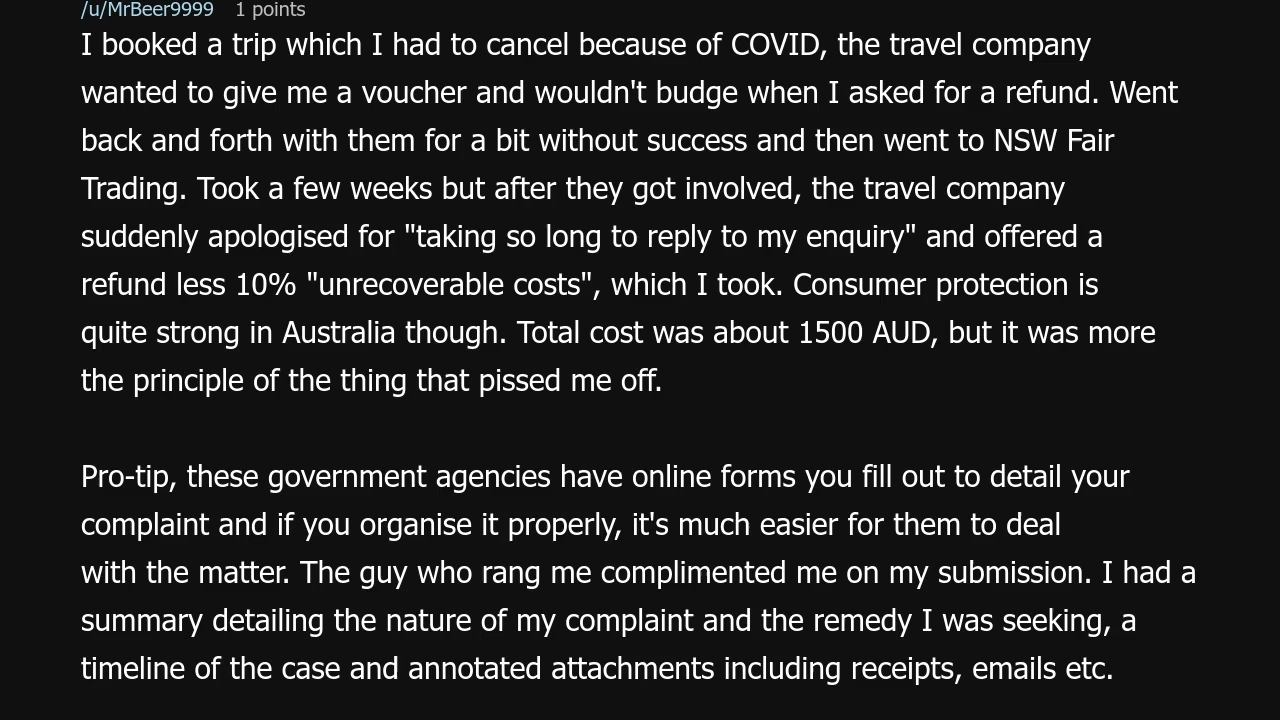 /u/MrBeer9999 1 points
I booked a trip which I had to cancel because of COVID, the travel company
wanted to give me a voucher and wouldn't budge when I asked for a refund. Went
back and forth with them for a bit without success and then went to NSW Fair
Trading. Took a few weeks but after they got involved, the travel company
suddenly apologised for "taking so long to reply to my enquiry" and offered a
refund less 10% "unrecoverable costs", which I took. Consumer protection is
quite strong in Australia though. Total cost was about 1500 AUD, but it was more
the principle of the thing that pissed me off.
Pro-tip, these government agencies have online forms you fill out to detail your
complaint and if you organise it properly, it's much easier for them to deal
with the matter. The guy who rang me complimented me on my submission. I had a
summary detailing the nature of my complaint and the remedy I was seeking, a
timeline of the case and annotated attachments including receipts, emails etc.